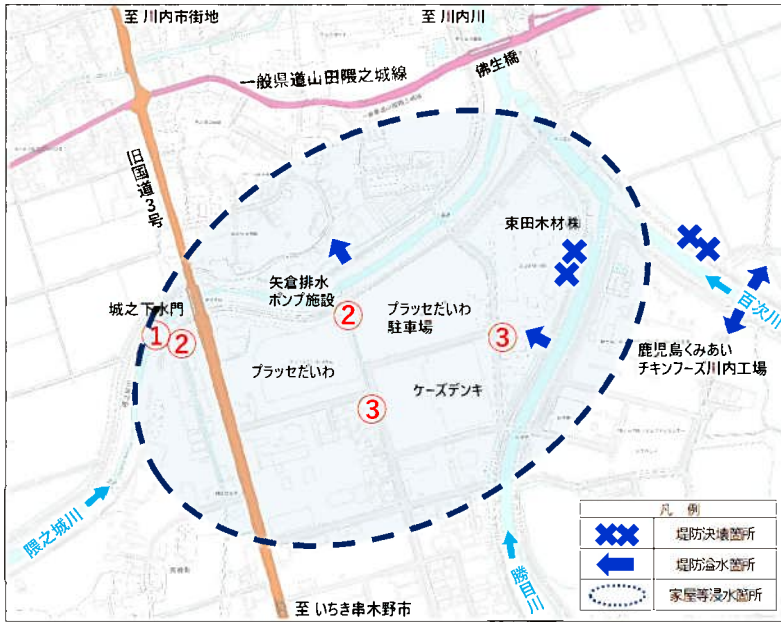 至 川内市街地
至 川内川
一般県道山田隈之城線
佛生橋
旧国道3号
東田木材㈱
矢倉排水
ポンプ施設
城之下水門
①
②
②
プラッセだいわ
駐車場
③
百次川
プラッセだいわ
ケーズデンキ
鹿児島くみあい
チキンフーズ川内工場
③
隈之城川
勝目川
至 いちき串木野市
凡 例
堤防決壊箇所
堤防溢水箇所
家屋等浸水箇所